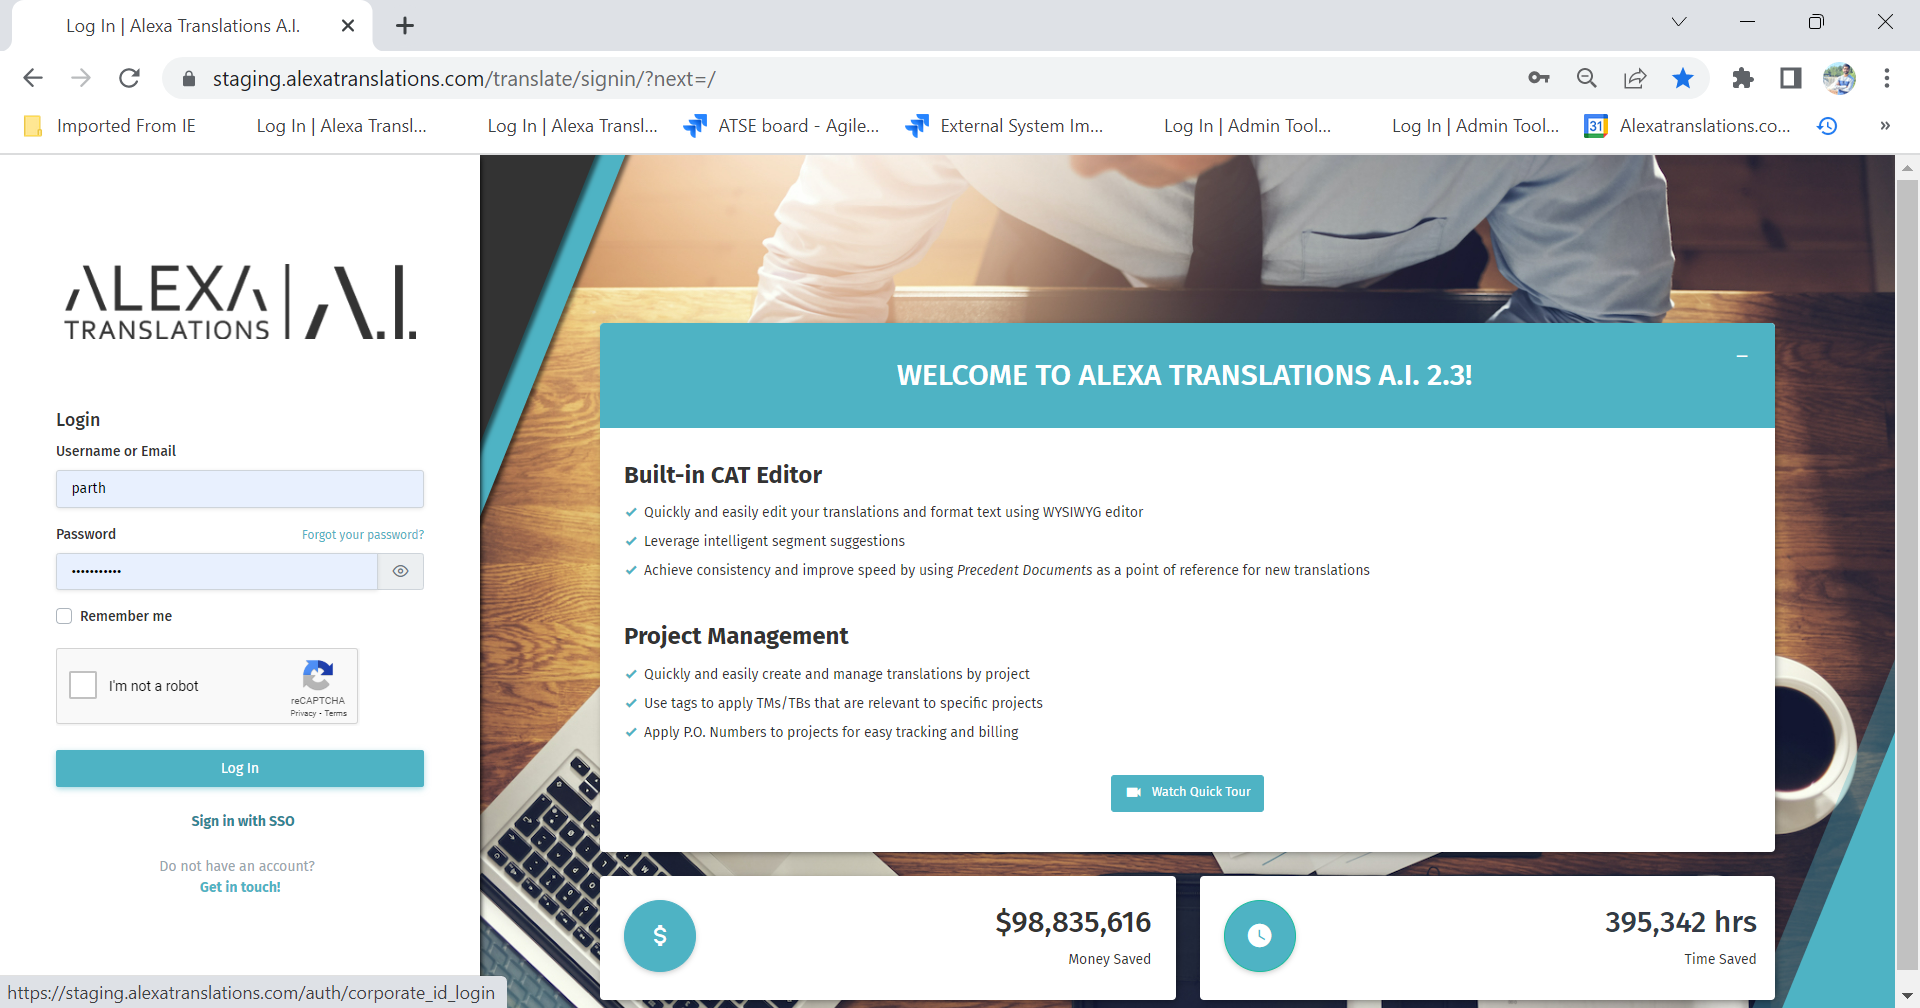 Log In | Alexa Translations A.I.
staging.alexatranslations.com/translate/signin/?next=/
Imported From IE
Log In | Alexa Transl...
Log In | Alexa Transl...
ATSE board - Agile...
External System Im...
Log In | Admin Tool...
Log In | Admin Tool...
31
Alexatranslations.co...
»
ALEXA TRANSLATIONS | A.I.
Login
Username or Email
parth
Password
Forgot your password?
•••••••••••
Remember me
I'm not a robot
reCAPTCHA
Privacy - Terms
Log In
Sign in with SSO
Do not have an account?
Get in touch!
https://staging.alexatranslations.com/auth/corporate_id_login
WELCOME TO ALEXA TRANSLATIONS A.I. 2.3!
Built-in CAT Editor
Quickly and easily edit your translations and format text using WYSIWYG editor
Leverage intelligent segment suggestions
Achieve consistency and improve speed by using Precedent Documents as a point of reference for new translations
Project Management
Quickly and easily create and manage translations by project
Use tags to apply TMs/TBs that are relevant to specific projects
Apply P.O. Numbers to projects for easy tracking and billing
Watch Quick Tour
$
$98,835,616
Money Saved
395,342 hrs
Time Saved